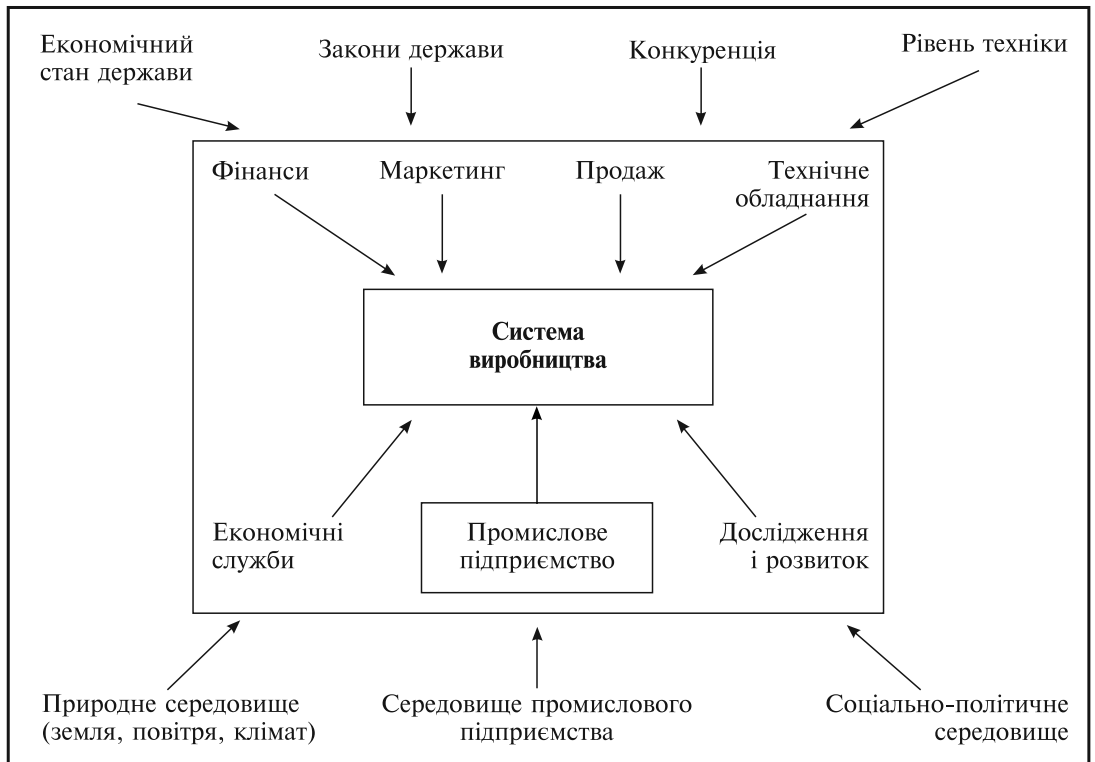 Економічний
стан держави
Закони держави
Конкуренція
Рівень техніки
Фінанси
Маркетинг
Продаж
Технічне
обладнання
Система
виробництва
Економічні
служби
Промислове
підприємство
Дослідження
і розвиток
Природне середовище
(земля, повітря, клімат)
Середовище промислового
підприємства
Соціально-політичне
середовище